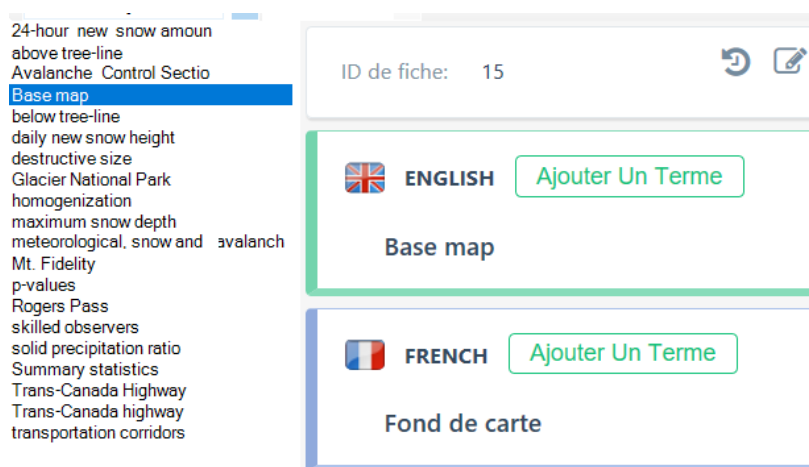 24-hour new snow amoun
above tree-line
Avalanche Control Sectio
Base map
below tree-line
daily new snow height
destructive size
Glacier National Park
homogenization
maximum snow depth
meteorological, snow and avalanch
Mt. Fidelity
p-values
Rogers Pass
skilled observers
solid precipitation ratio
Summary statistics
Trans-Canada Highway
Trans-Canada highway
transportation corridors
ID de fiche: 15
ENGLISH Ajouter Un Terme
Base map
FRENCH Ajouter Un Terme
Fond de carte